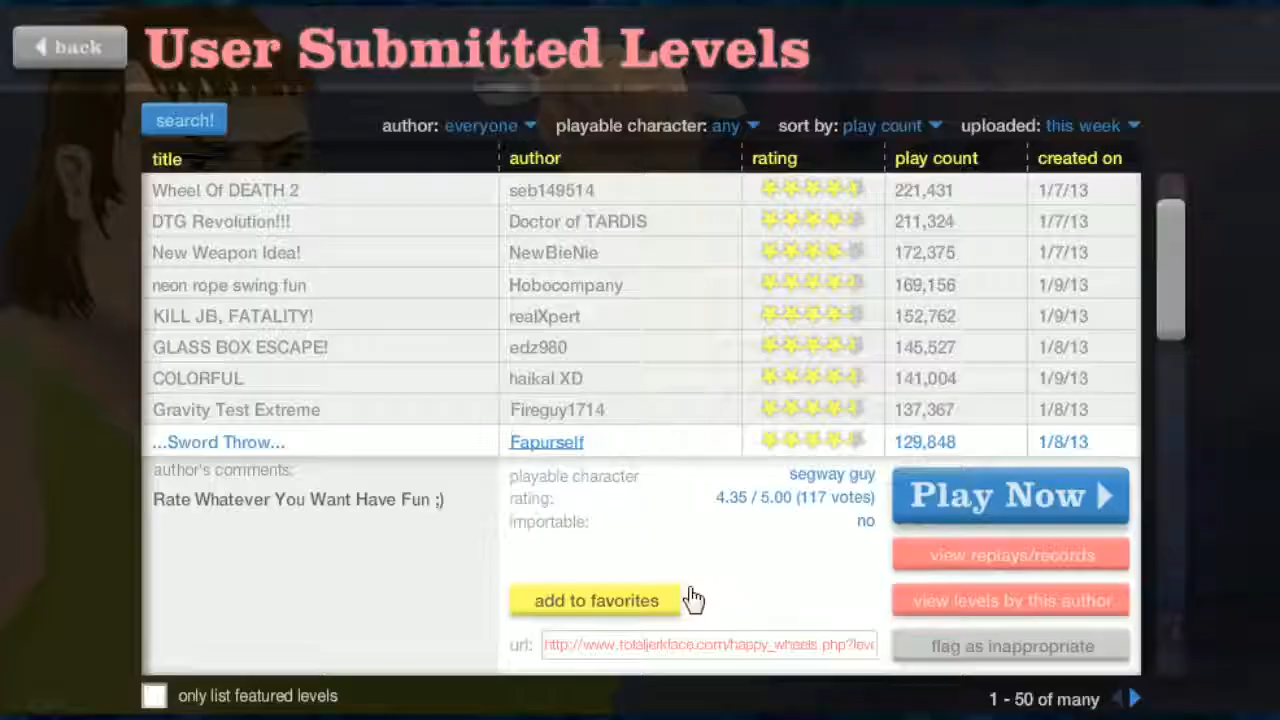 back
User Submitted Levels
search!
author: everyone playable character: any sort by: play count uploaded: this week
title author rating play count created on
Wheel Of DEATH 2 seb149514 221,431 1/7/13
DTG Revolution!!! Doctor of TARDIS 211,324 1/7/13
New Weapon Idea! NewBieNie 172,375 1/7/13
neon rope swing fun Hobocompany 169,156 1/9/13
KILL JB, FATALITY! realXpert 152,762 1/9/13
GLASS BOX ESCAPE! edz980 145,527 1/8/13
COLORFUL haikal XD 141,004 1/9/13
Gravity Test Extreme Fireguy1714 137,367 1/8/13
...Sword Throw... Fapurself 129,848 1/8/13
author's comments:
Rate Whatever You Want Have Fun ;)
playable character segway guy
rating: 4.35 / 5.00 (117 votes)
importable: no
Play Now
view replays/records
add to favorites
view levels by this author
url: http://www.totaljerkface.com/happy_wheels.php?leve
flag as inappropriate
only list featured levels
1 - 50 of many